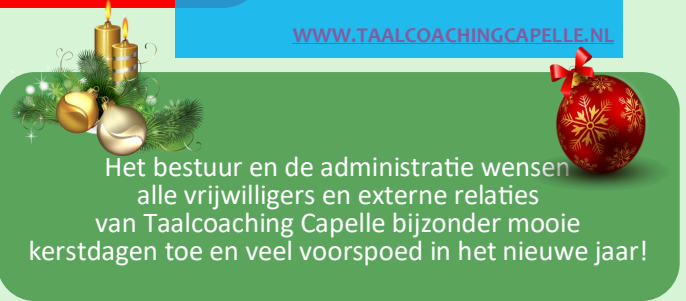 WWW.TAALCOACHINGCAPELLE.NL
Het bestuur en de administratie wensen
alle vrijwilligers en externe relaties
van Taalcoaching Capelle bijzonder mooie
kerstdagen toe en veel voorspoed in het nieuwe jaar!